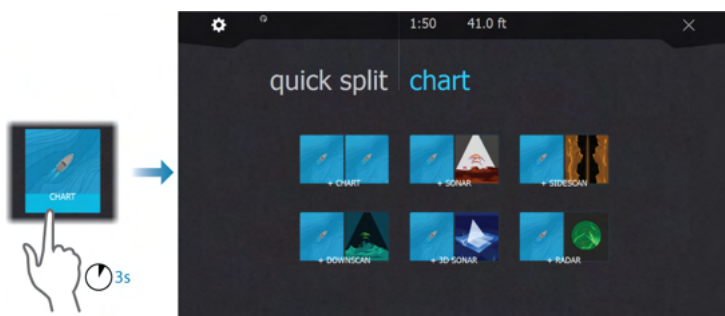 1:50 41.0 ft
quick split chart
+ CHART + SONAR + SIDESCAN
CHART
+ DOWNSCAN + 3D SONAR + RADAR
3s